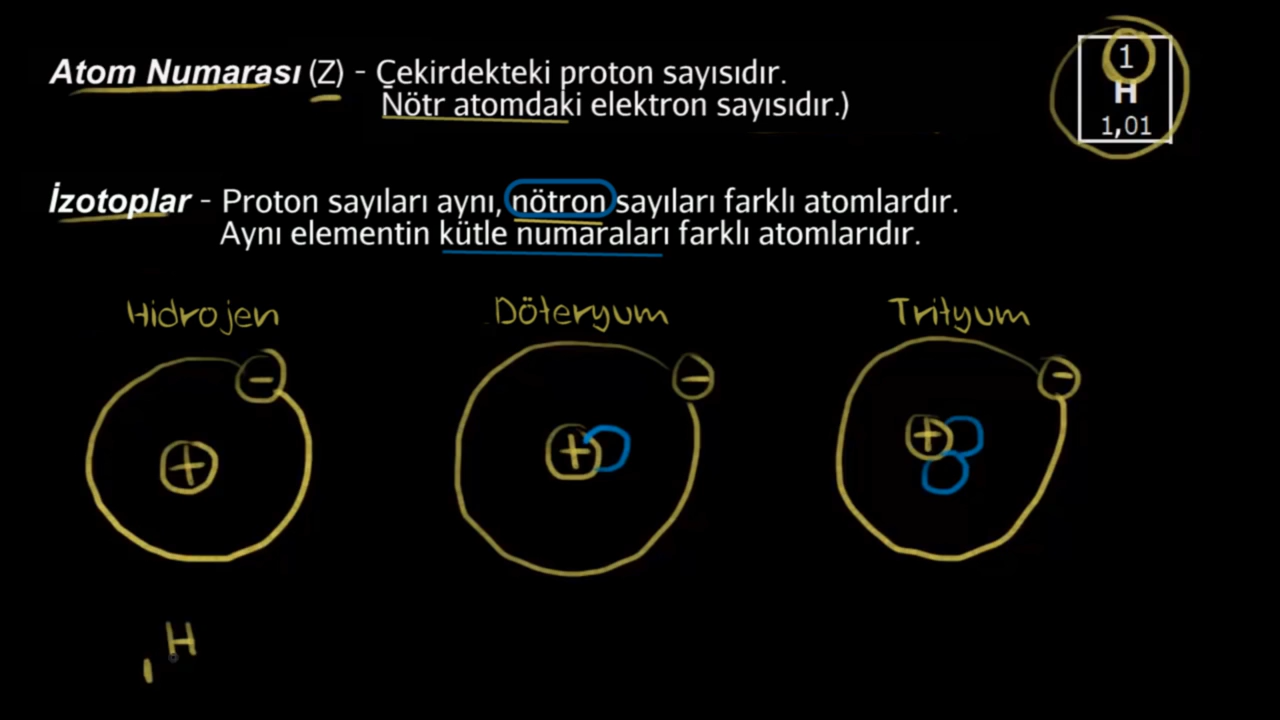 Atom Numarası (Z) - Çekirdekteki proton sayısıdır.
Nötr atomdaki elektron sayısıdır.)
1
H
1,01
İzotoplar - Proton sayıları aynı, nötron sayıları farklı atomlardır.
Aynı elementin kütle numaraları farklı atomlarıdır.
Hidrojen Döteryum Trityum
- - -
+ + +
H
1